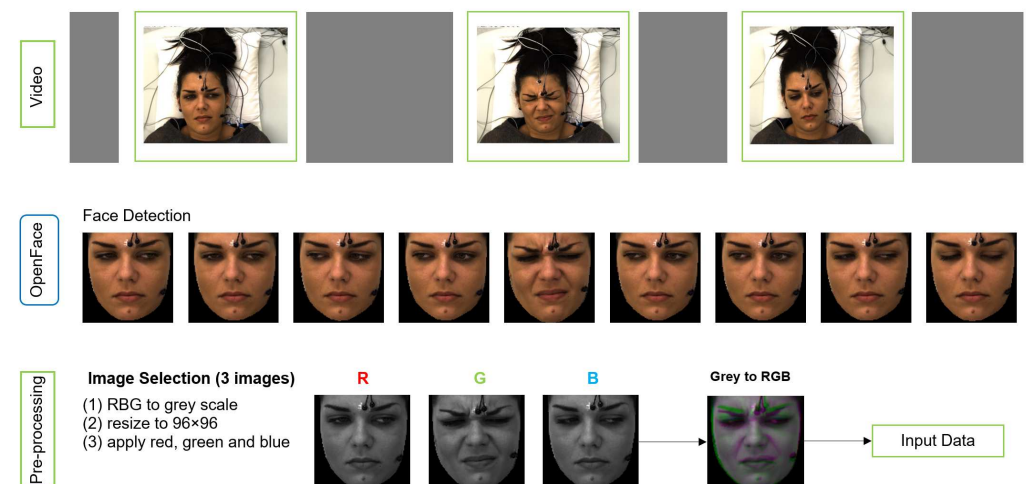 Video
OpenFace
Face Detection
Pre-processing
Image Selection (3 images)
(1) RBG to grey scale
(2) resize to 96×96
(3) apply red, green and blue
R
G
B
Grey to RGB
Input Data